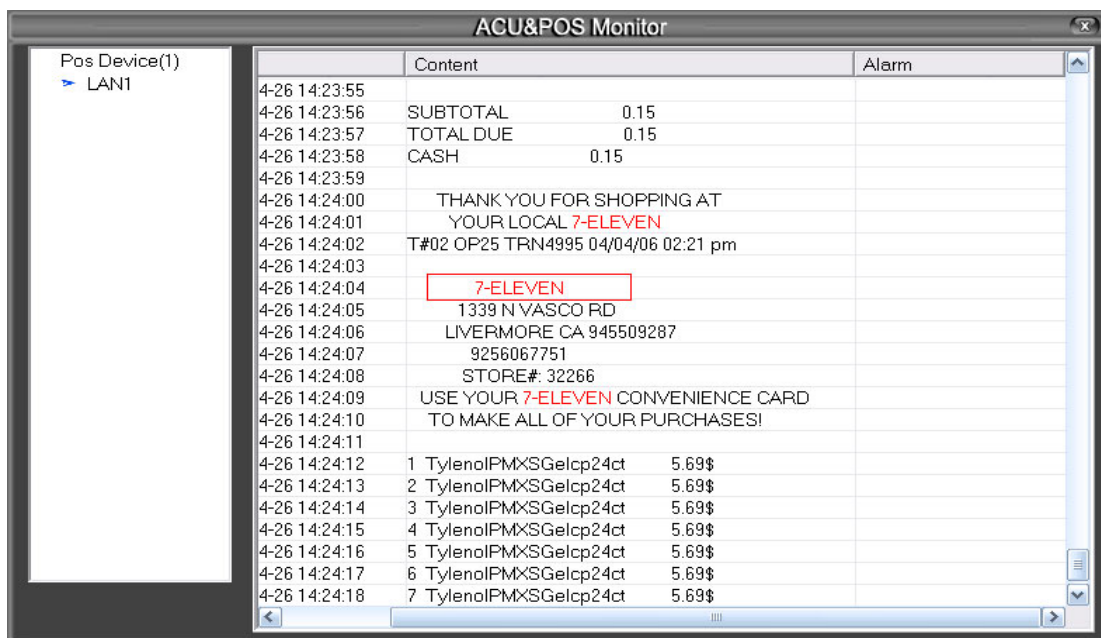 ACU&POS Monitor
Pos Device(1)
LAN1
Content Alarm
4-26 14:23:55
4-26 14:23:56 SUBTOTAL 0.15
4-26 14:23:57 TOTAL DUE 0.15
4-26 14:23:58 CASH 0.15
4-26 14:23:59
4-26 14:24:00 THANK YOU FOR SHOPPING AT
4-26 14:24:01 YOUR LOCAL 7-ELEVEN
4-26 14:24:02 T#02 OP25 TRN4995 04/04/06 02:21 pm
4-26 14:24:03
4-26 14:24:04 7-ELEVEN
4-26 14:24:05 1339 N VASCO RD
4-26 14:24:06 LIVERMORE CA 945509287
4-26 14:24:07 9256067751
4-26 14:24:08 STORE#: 32266
4-26 14:24:09 USE YOUR 7-ELEVEN CONVENIENCE CARD
4-26 14:24:10 TO MAKE ALL OF YOUR PURCHASES!
4-26 14:24:11
4-26 14:24:12 1 TylenolPMXSGelcp24ct 5.69$
4-26 14:24:13 2 TylenolPMXSGelcp24ct 5.69$
4-26 14:24:14 3 TylenolPMXSGelcp24ct 5.69$
4-26 14:24:15 4 TylenolPMXSGelcp24ct 5.69$
4-26 14:24:16 5 TylenolPMXSGelcp24ct 5.69$
4-26 14:24:17 6 TylenolPMXSGelcp24ct 5.69$
4-26 14:24:18 7 TylenolPMXSGelcp24ct 5.69$